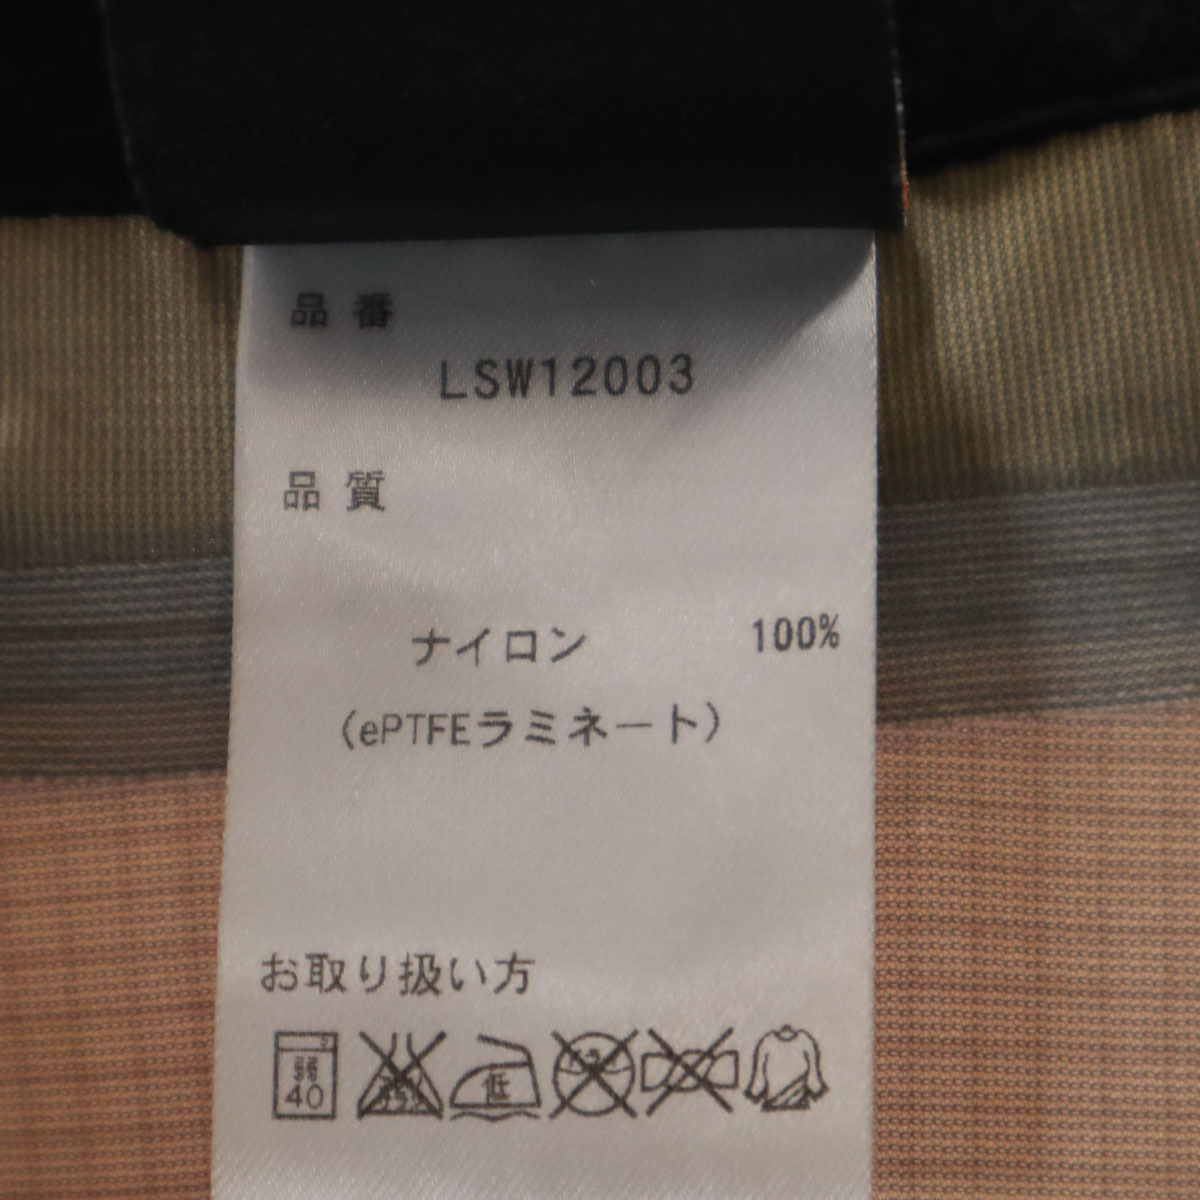 品番
LSW12003
品質
ナイロン 100%
(ePTFEラミネート)
お取り扱い方
弱
40
低